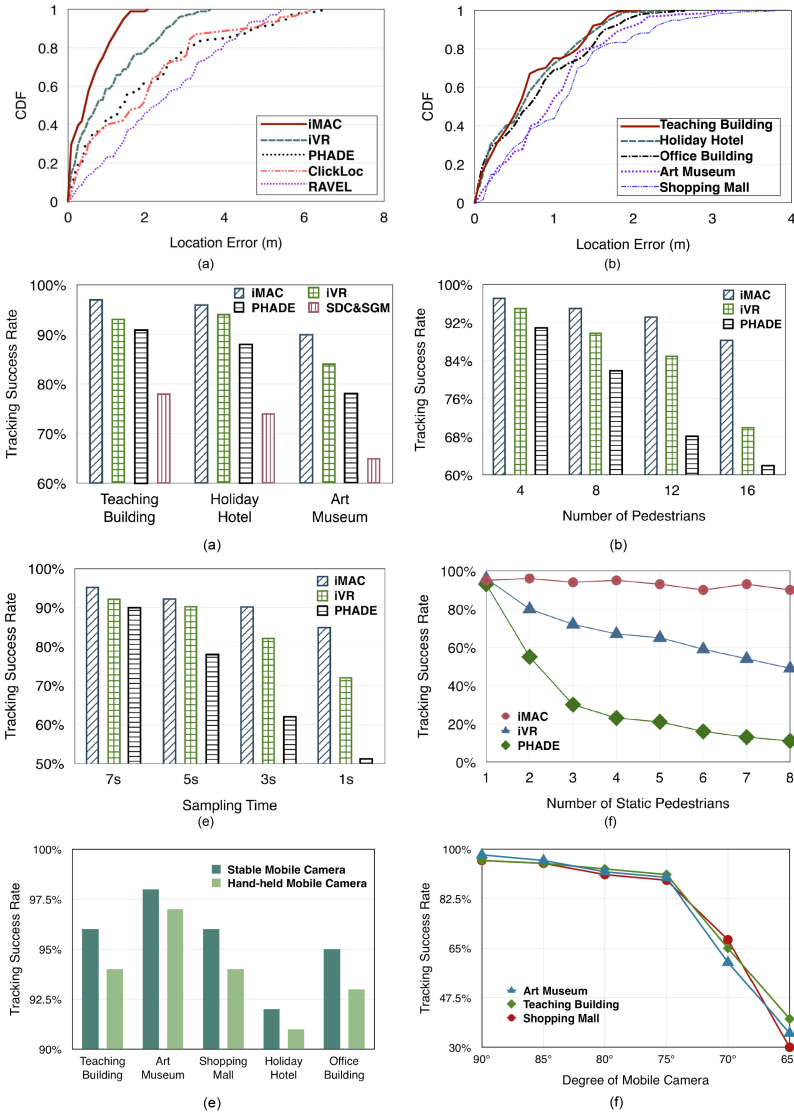 1
0.8
0.6
0.4
0.2
0
CDF
0
2
4
6
8
Location Error (m)
iMAC
iVR
PHADE
ClickLoc
RAVEL
(a)
1
0.8
0.6
0.4
0.2
0
CDF
0
1
2
3
4
Location Error (m)
Teaching Building
Holiday Hotel
Office Building
Art Museum
Shopping Mall
(b)
100%
90%
80%
70%
60%
Tracking Success Rate
iMAC
iVR
PHADE
SDC&SGM
Teaching
Building
Holiday
Hotel
Art
Museum
(a)
100%
92%
84%
76%
68%
60%
Tracking Success Rate
iMAC
iVR
PHADE
4
8
12
16
Number of Pedestrians
(b)
100%
90%
80%
70%
60%
50%
Tracking Success Rate
iMAC
iVR
PHADE
7s
5s
3s
1s
Sampling Time
(e)
100%
80%
60%
40%
20%
0%
Tracking Success Rate
iMAC
iVR
PHADE
1
2
3
4
5
6
7
8
Number of Static Pedestrians
(f)
100%
97.5%
95%
92.5%
90%
Tracking Success Rate
Stable Mobile Camera
Hand-held Mobile Camera
Teaching
Building
Art
Museum
Shopping
Mall
Holiday
Hotel
Office
Building
(e)
100%
82.5%
65%
47.5%
30%
Tracking Success Rate
Art Museum
Teaching Building
Shopping Mall
90°
85°
80°
75°
70°
65
Degree of Mobile Camera
(f)